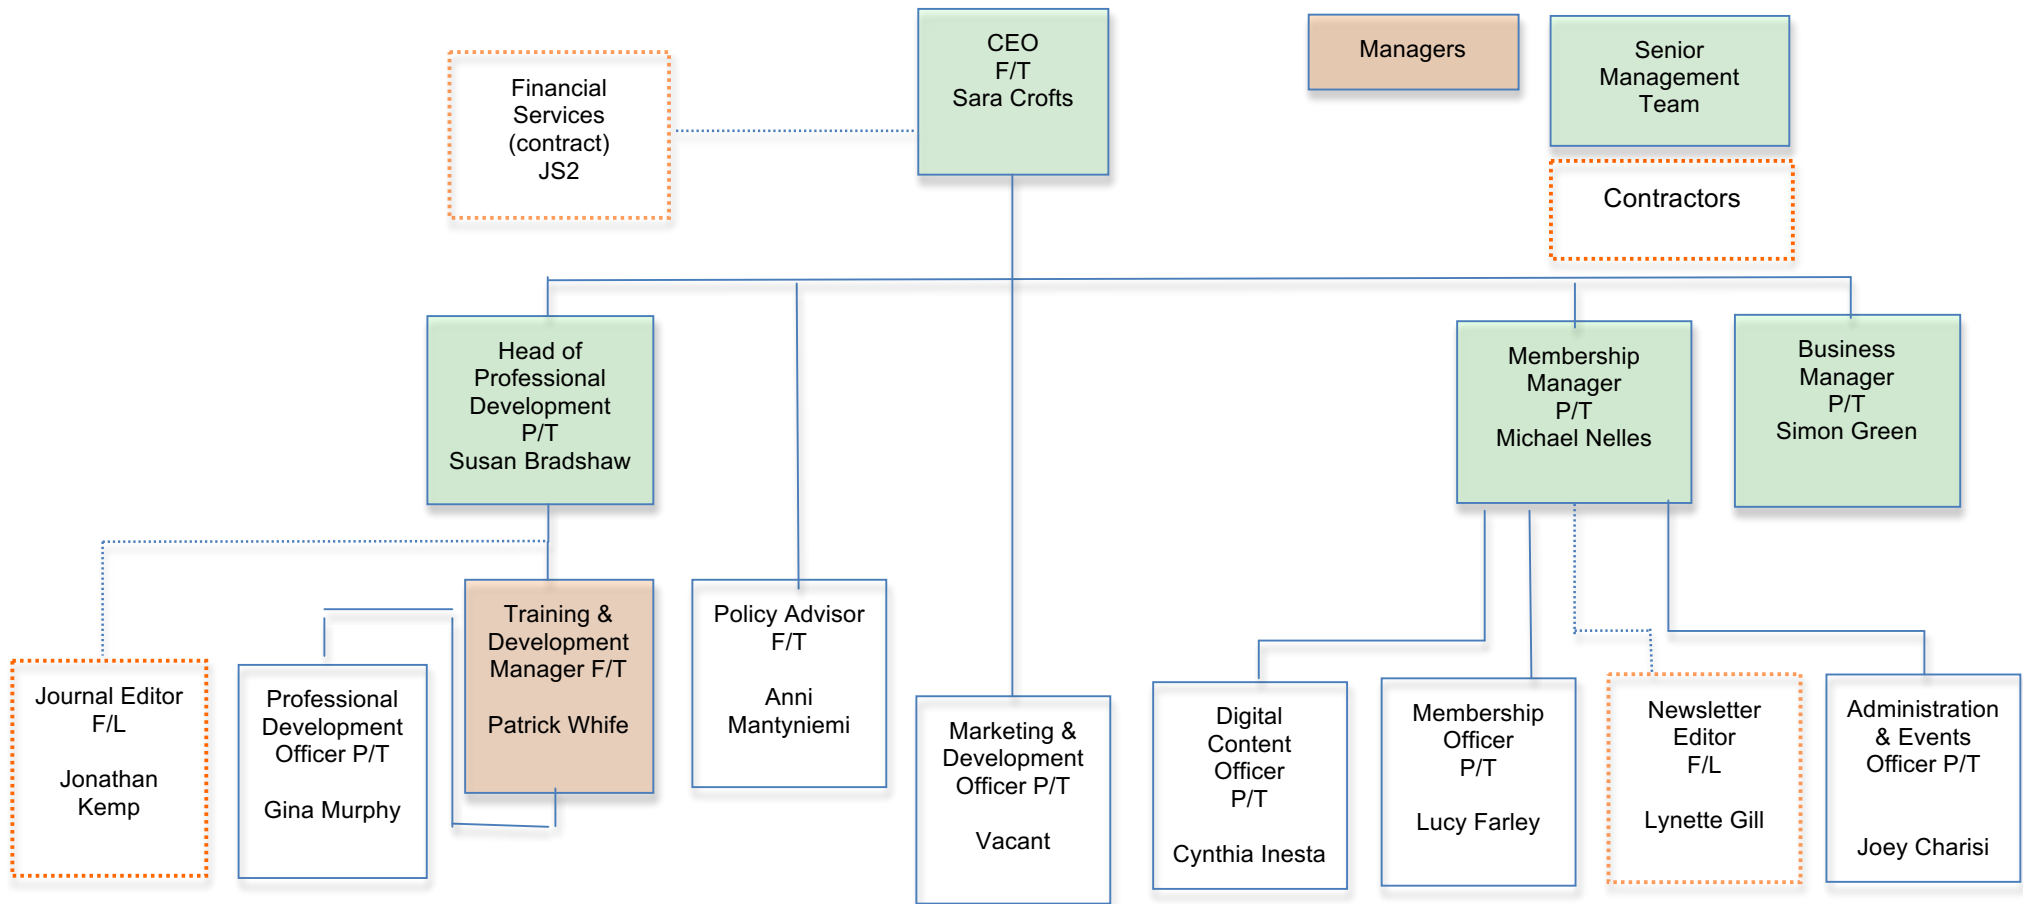 CEO
F/T
Sara Crofts
Financial
Services
(contract)
JS2
Managers
Senior
Management
Team
Contractors
Head of
Professional
Development
P/T
Susan Bradshaw
Membership
Manager
P/T
Michael Nelles
Business
Manager
P/T
Simon Green
Journal Editor
F/L
Jonathan
Kemp
Professional
Development
Officer P/T
Gina Murphy
Training &
Development
Manager F/T
Patrick Whife
Policy Advisor
F/T
Anni
Mantyniemi
Marketing &
Development
Officer P/T
Vacant
Digital
Content
Officer
P/T
Cynthia Inesta
Membership
Officer
P/T
Lucy Farley
Newsletter
Editor
F/L
Lynette Gill
Administration
& Events
Officer P/T
Joey Charisi